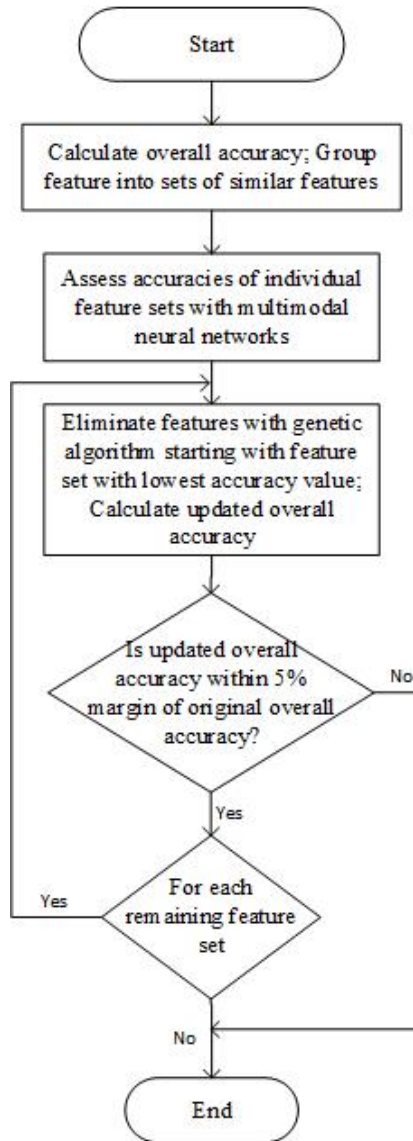 Start
Calculate overall accuracy; Group
feature into sets of similar features
Assess accuracies of individual
feature sets with multimodal
neural networks
Eliminate features with genetic
algorithm starting with feature
set with lowest accuracy value;
Calculate updated overall
accuracy
Is updated overall
accuracy within 5%
margin of original overall
accuracy?
No
Yes
For each
remaining feature
set
Yes
No
End